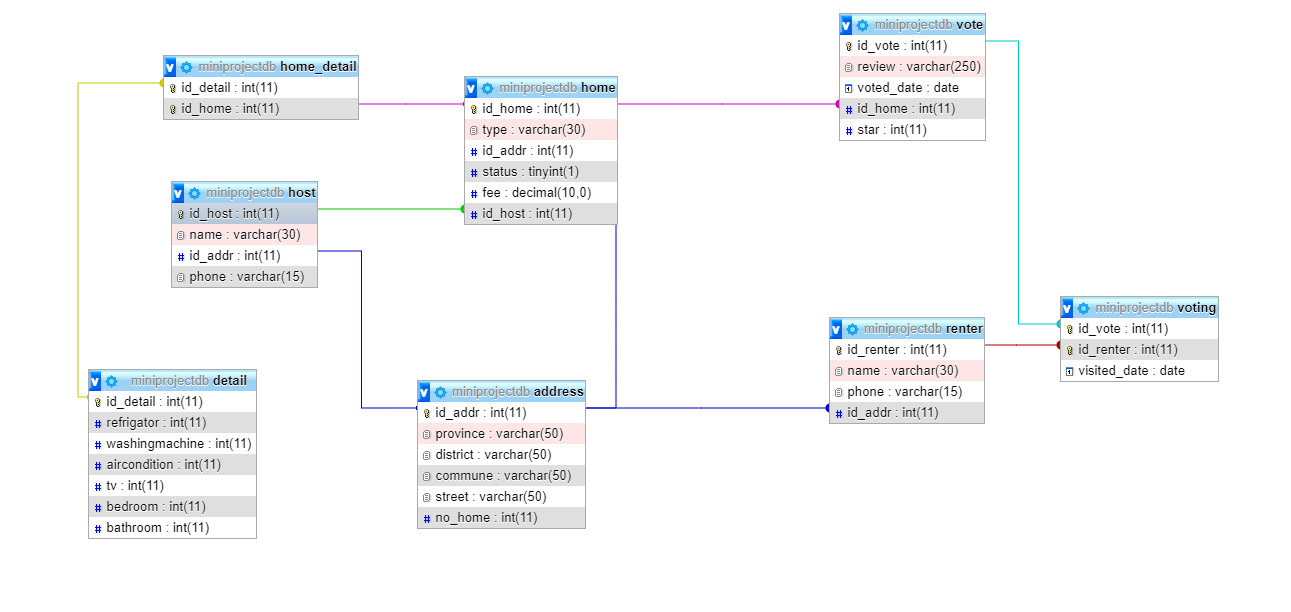 miniprojectdb home_detail
id_detail : int(11)
id_home : int(11)
miniprojectdb host
id_host : int(11)
name : varchar(30)
id_addr : int(11)
phone : varchar(15)
miniprojectdb detail
id_detail : int(11)
refrigator : int(11)
washingmachine : int(11)
aircondition : int(11)
tv : int(11)
bedroom : int(11)
bathroom : int(11)
miniprojectdb home
id_home : int(11)
type : varchar(30)
id_addr : int(11)
status : tinyint(1)
fee : decimal(10,0)
id_host : int(11)
miniprojectdb address
id_addr : int(11)
province : varchar(50)
district : varchar(50)
commune : varchar(50)
street : varchar(50)
no_home : int(11)
miniprojectdb vote
id_vote : int(11)
review : varchar(250)
voted_date : date
id_home : int(11)
star : int(11)
miniprojectdb renter
id_renter : int(11)
name : varchar(30)
phone : varchar(15)
id_addr : int(11)
miniprojectdb voting
id_vote : int(11)
id_renter : int(11)
visited_date : date